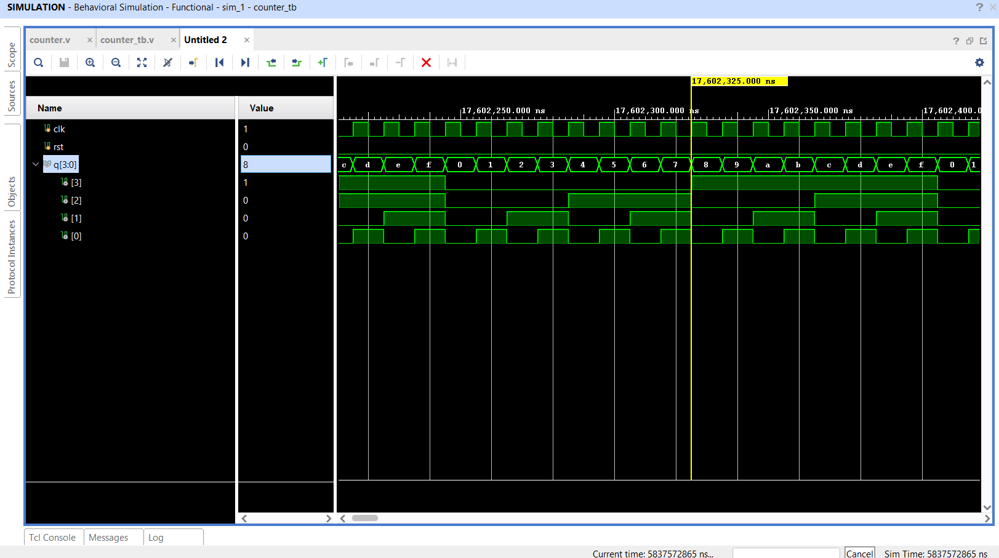 SIMULATION - Behavioral Simulation - Functional - sim_1 - counter_tb
Scope
Sources
Objects
Protocol Instances
counter.v
counter_tb.v
Untitled 2
17,602,325.000 ns
Name
Value
17,602,250.000 ns
17,602,300.000 ns
17,602,350.000 ns
17,602,400.0
clk 1
rst 0
q[3:0] 8
c d e f 0 1 2 3 4 5 6 7 8 9 a b c d e f 0 1
[3] 1
[2] 0
[1] 0
[0] 0
Tcl Console
Messages
Log
Current time: 5837572865 ns...
Cancel
Sim Time: 5837572865 ns